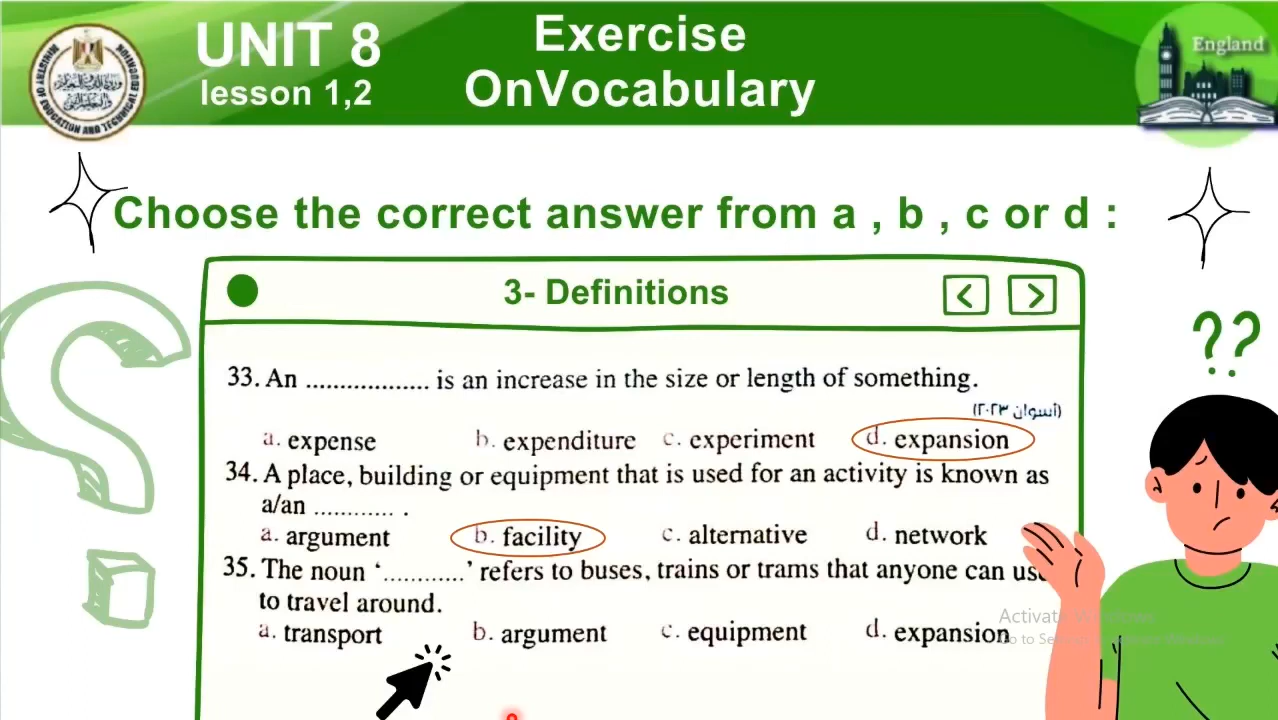 UNIT 8
lesson 1,2
Exercise
OnVocabulary
England
Choose the correct answer from a , b , c or d :
3- Definitions
33. An .................. is an increase in the size or length of something.
(أسوان ٢٠٢٣)
a. expense b. expenditure c. experiment d. expansion
34. A place, building or equipment that is used for an activity is known as
a/an ............ .
a. argument b. facility c. alternative d. network
35. The noun ‘............’ refers to buses, trains or trams that anyone can use
to travel around.
a. transport b. argument c. equipment d. expansion
??
Activate Windows